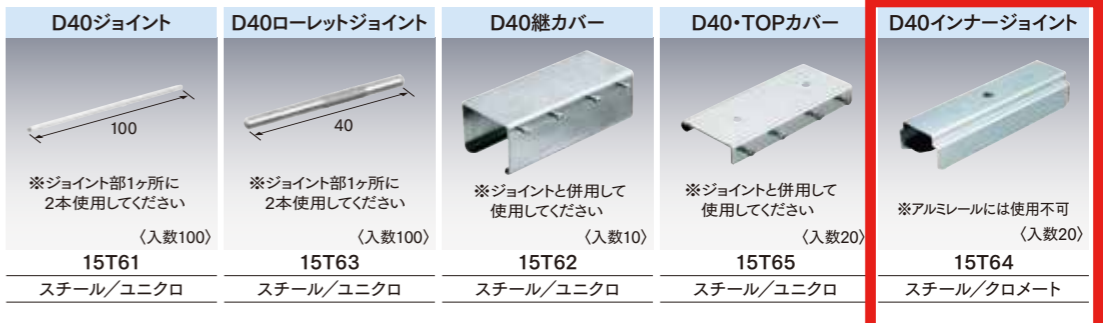 D40ジョイント
100
※ジョイント部1ヶ所に
2本使用してください
〈入数100〉
15T61
スチール/ユニクロ
D40ローレットジョイント
40
※ジョイント部1ヶ所に
2本使用してください
〈入数100〉
15T63
スチール/ユニクロ
D40継カバー
※ジョイントと併用して
使用してください
〈入数10〉
15T62
スチール/ユニクロ
D40・TOPカバー
※ジョイントと併用して
使用してください
〈入数20〉
15T65
スチール/ユニクロ
D40インナージョイント
※アルミレールには使用不可
〈入数20〉
15T64
スチール/クロメート